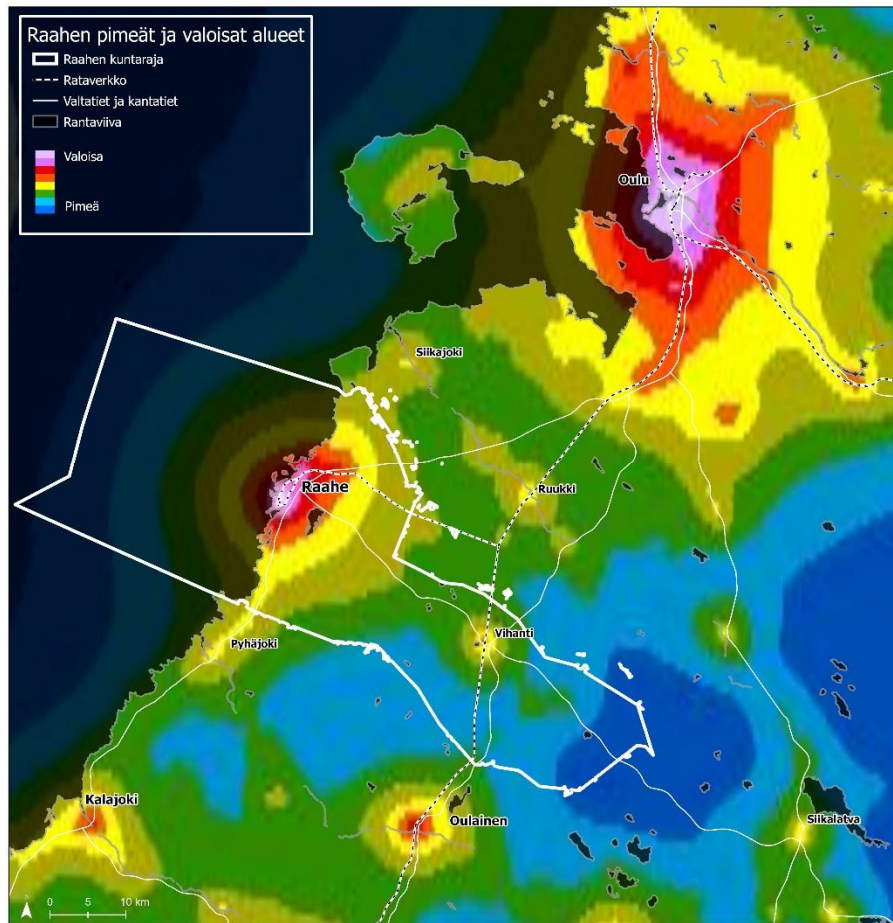 Raahen pimeät ja valoisat alueet
Raahen kuntaraja
Rataverkko
Valtatiet ja kantatiet
Rantaviiva
Valoisa
Pimeä
Oulu
Siikajoki
Raahe
Ruukki
Vihanti
Pyhäjoki
Kalajoki
Oulainen
Siikalatva
0 5 10 km